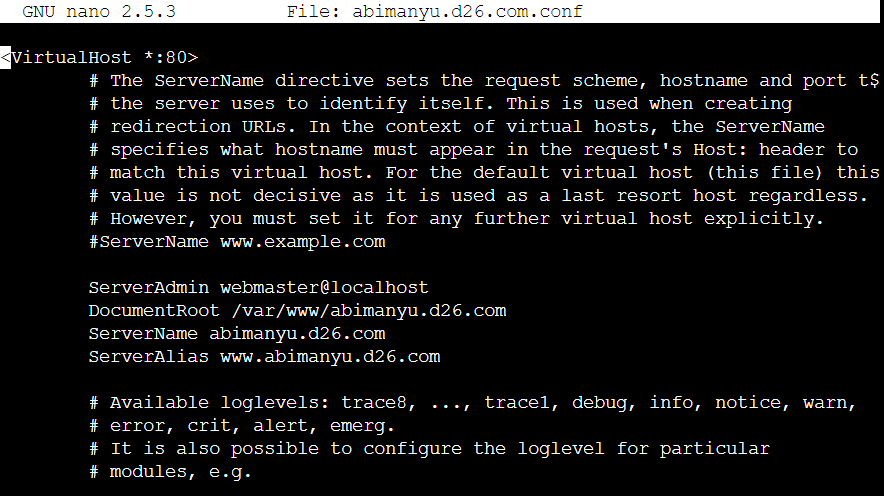 GNU nano 2.5.3 File: abimanyu.d26.com.conf
<VirtualHost *:80>
# The ServerName directive sets the request scheme, hostname and port t$
# the server uses to identify itself. This is used when creating
# redirection URLs. In the context of virtual hosts, the ServerName
# specifies what hostname must appear in the request's Host: header to
# match this virtual host. For the default virtual host (this file) this
# value is not decisive as it is used as a last resort host regardless.
# However, you must set it for any further virtual host explicitly.
#ServerName www.example.com
ServerAdmin webmaster@localhost
DocumentRoot /var/www/abimanyu.d26.com
ServerName abimanyu.d26.com
ServerAlias www.abimanyu.d26.com
# Available loglevels: trace8, ..., trace1, debug, info, notice, warn,
# error, crit, alert, emerg.
# It is also possible to configure the loglevel for particular
# modules, e.g.